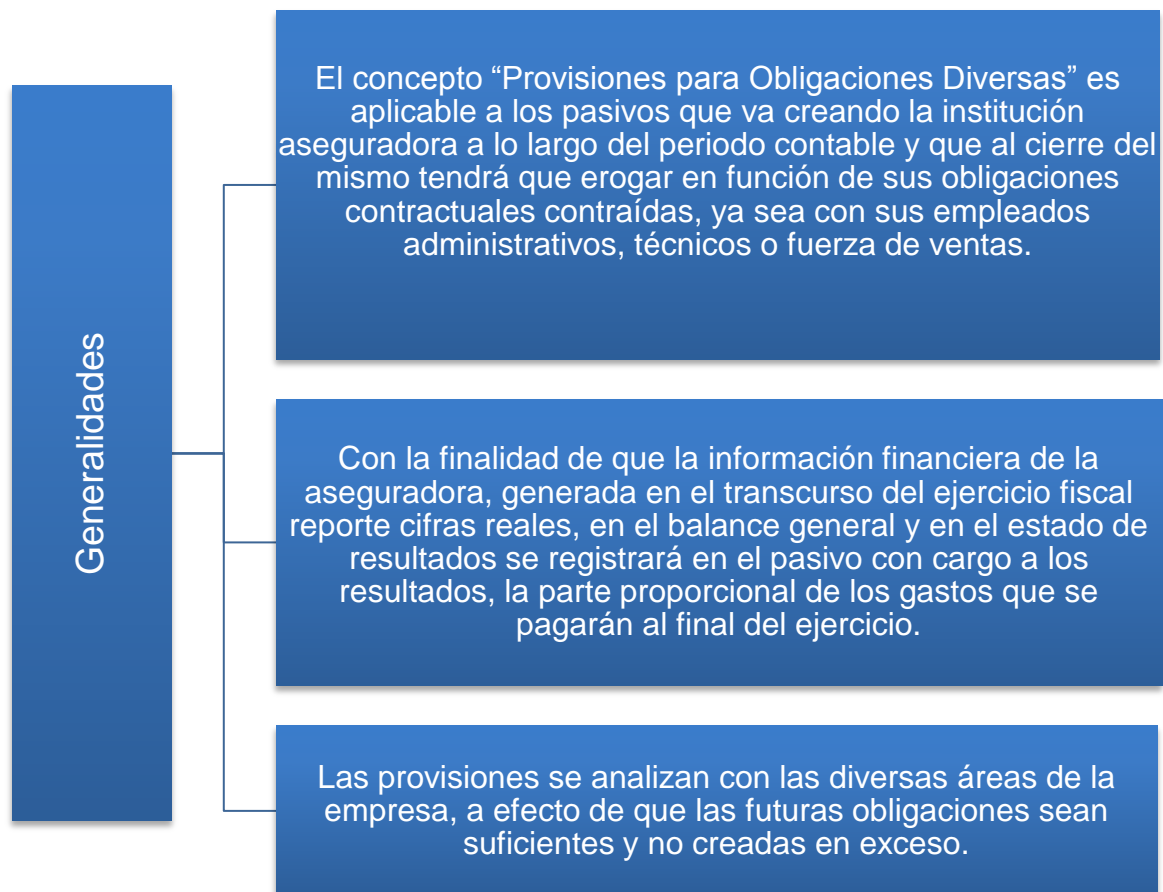 Generalidades
El concepto “Provisiones para Obligaciones Diversas” es
aplicable a los pasivos que va creando la institución
aseguradora a lo largo del periodo contable y que al cierre del
mismo tendrá que erogar en función de sus obligaciones
contractuales contraídas, ya sea con sus empleados
administrativos, técnicos o fuerza de ventas.
Con la finalidad de que la información financiera de la
aseguradora, generada en el transcurso del ejercicio fiscal
reporte cifras reales, en el balance general y en el estado de
resultados se registrará en el pasivo con cargo a los
resultados, la parte proporcional de los gastos que se
pagarán al final del ejercicio.
Las provisiones se analizan con las diversas áreas de la
empresa, a efecto de que las futuras obligaciones sean
suficientes y no creadas en exceso.